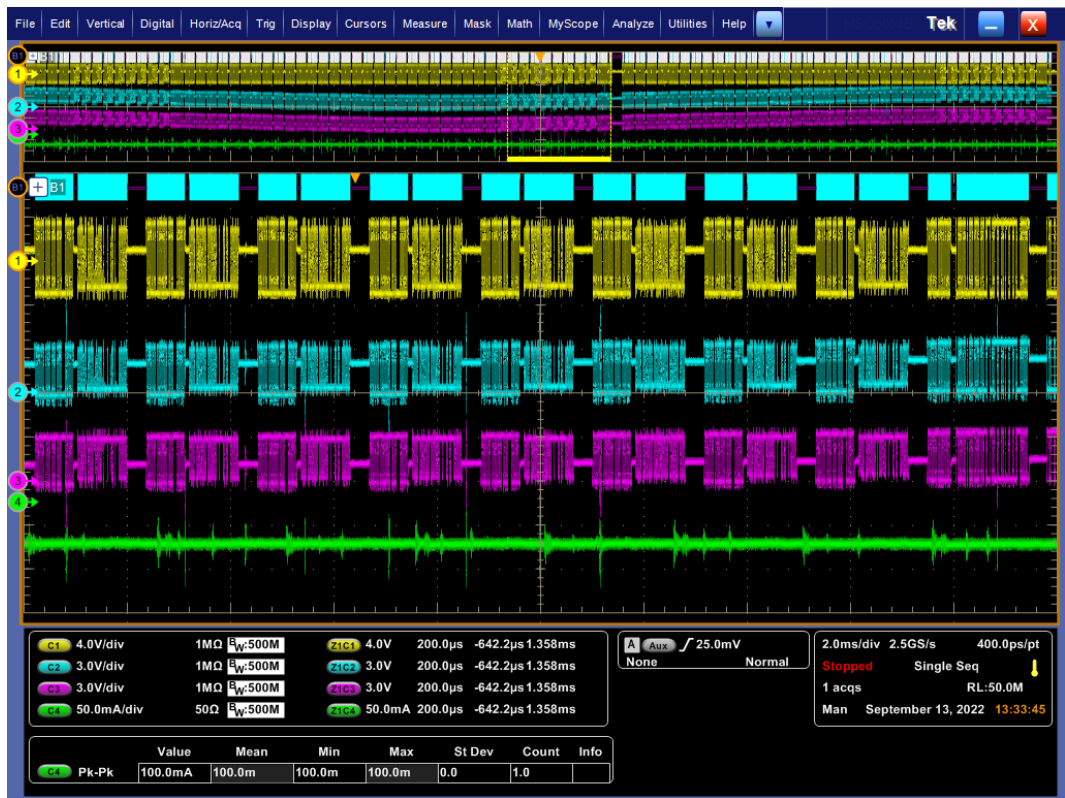 File Edit Vertical Digital Horiz/Acq Trig Display Cursors Measure Mask Math MyScope Analyze Utilities Help Tek X
B1 B1
1
2
3
B1 + B1
1
2
3
4
C1 4.0V/div 1MΩ BW:500M Z1C1 4.0V 200.0µs -642.2µs 1.358ms
C2 3.0V/div 1MΩ BW:500M Z1C2 3.0V 200.0µs -642.2µs 1.358ms
C3 3.0V/div 1MΩ BW:500M Z1C3 3.0V 200.0µs -642.2µs 1.358ms
C4 50.0mA/div 50Ω BW:500M Z1C4 50.0mA 200.0µs -642.2µs 1.358ms
A Aux 25.0mV
None Normal
2.0ms/div 2.5GS/s 400.0ps/pt
Stopped Single Seq
1 acqs RL:50.0M
Man September 13, 2022 13:33:45
Value Mean Min Max St Dev Count Info
C4 Pk-Pk 100.0mA 100.0m 100.0m 100.0m 0.0 1.0